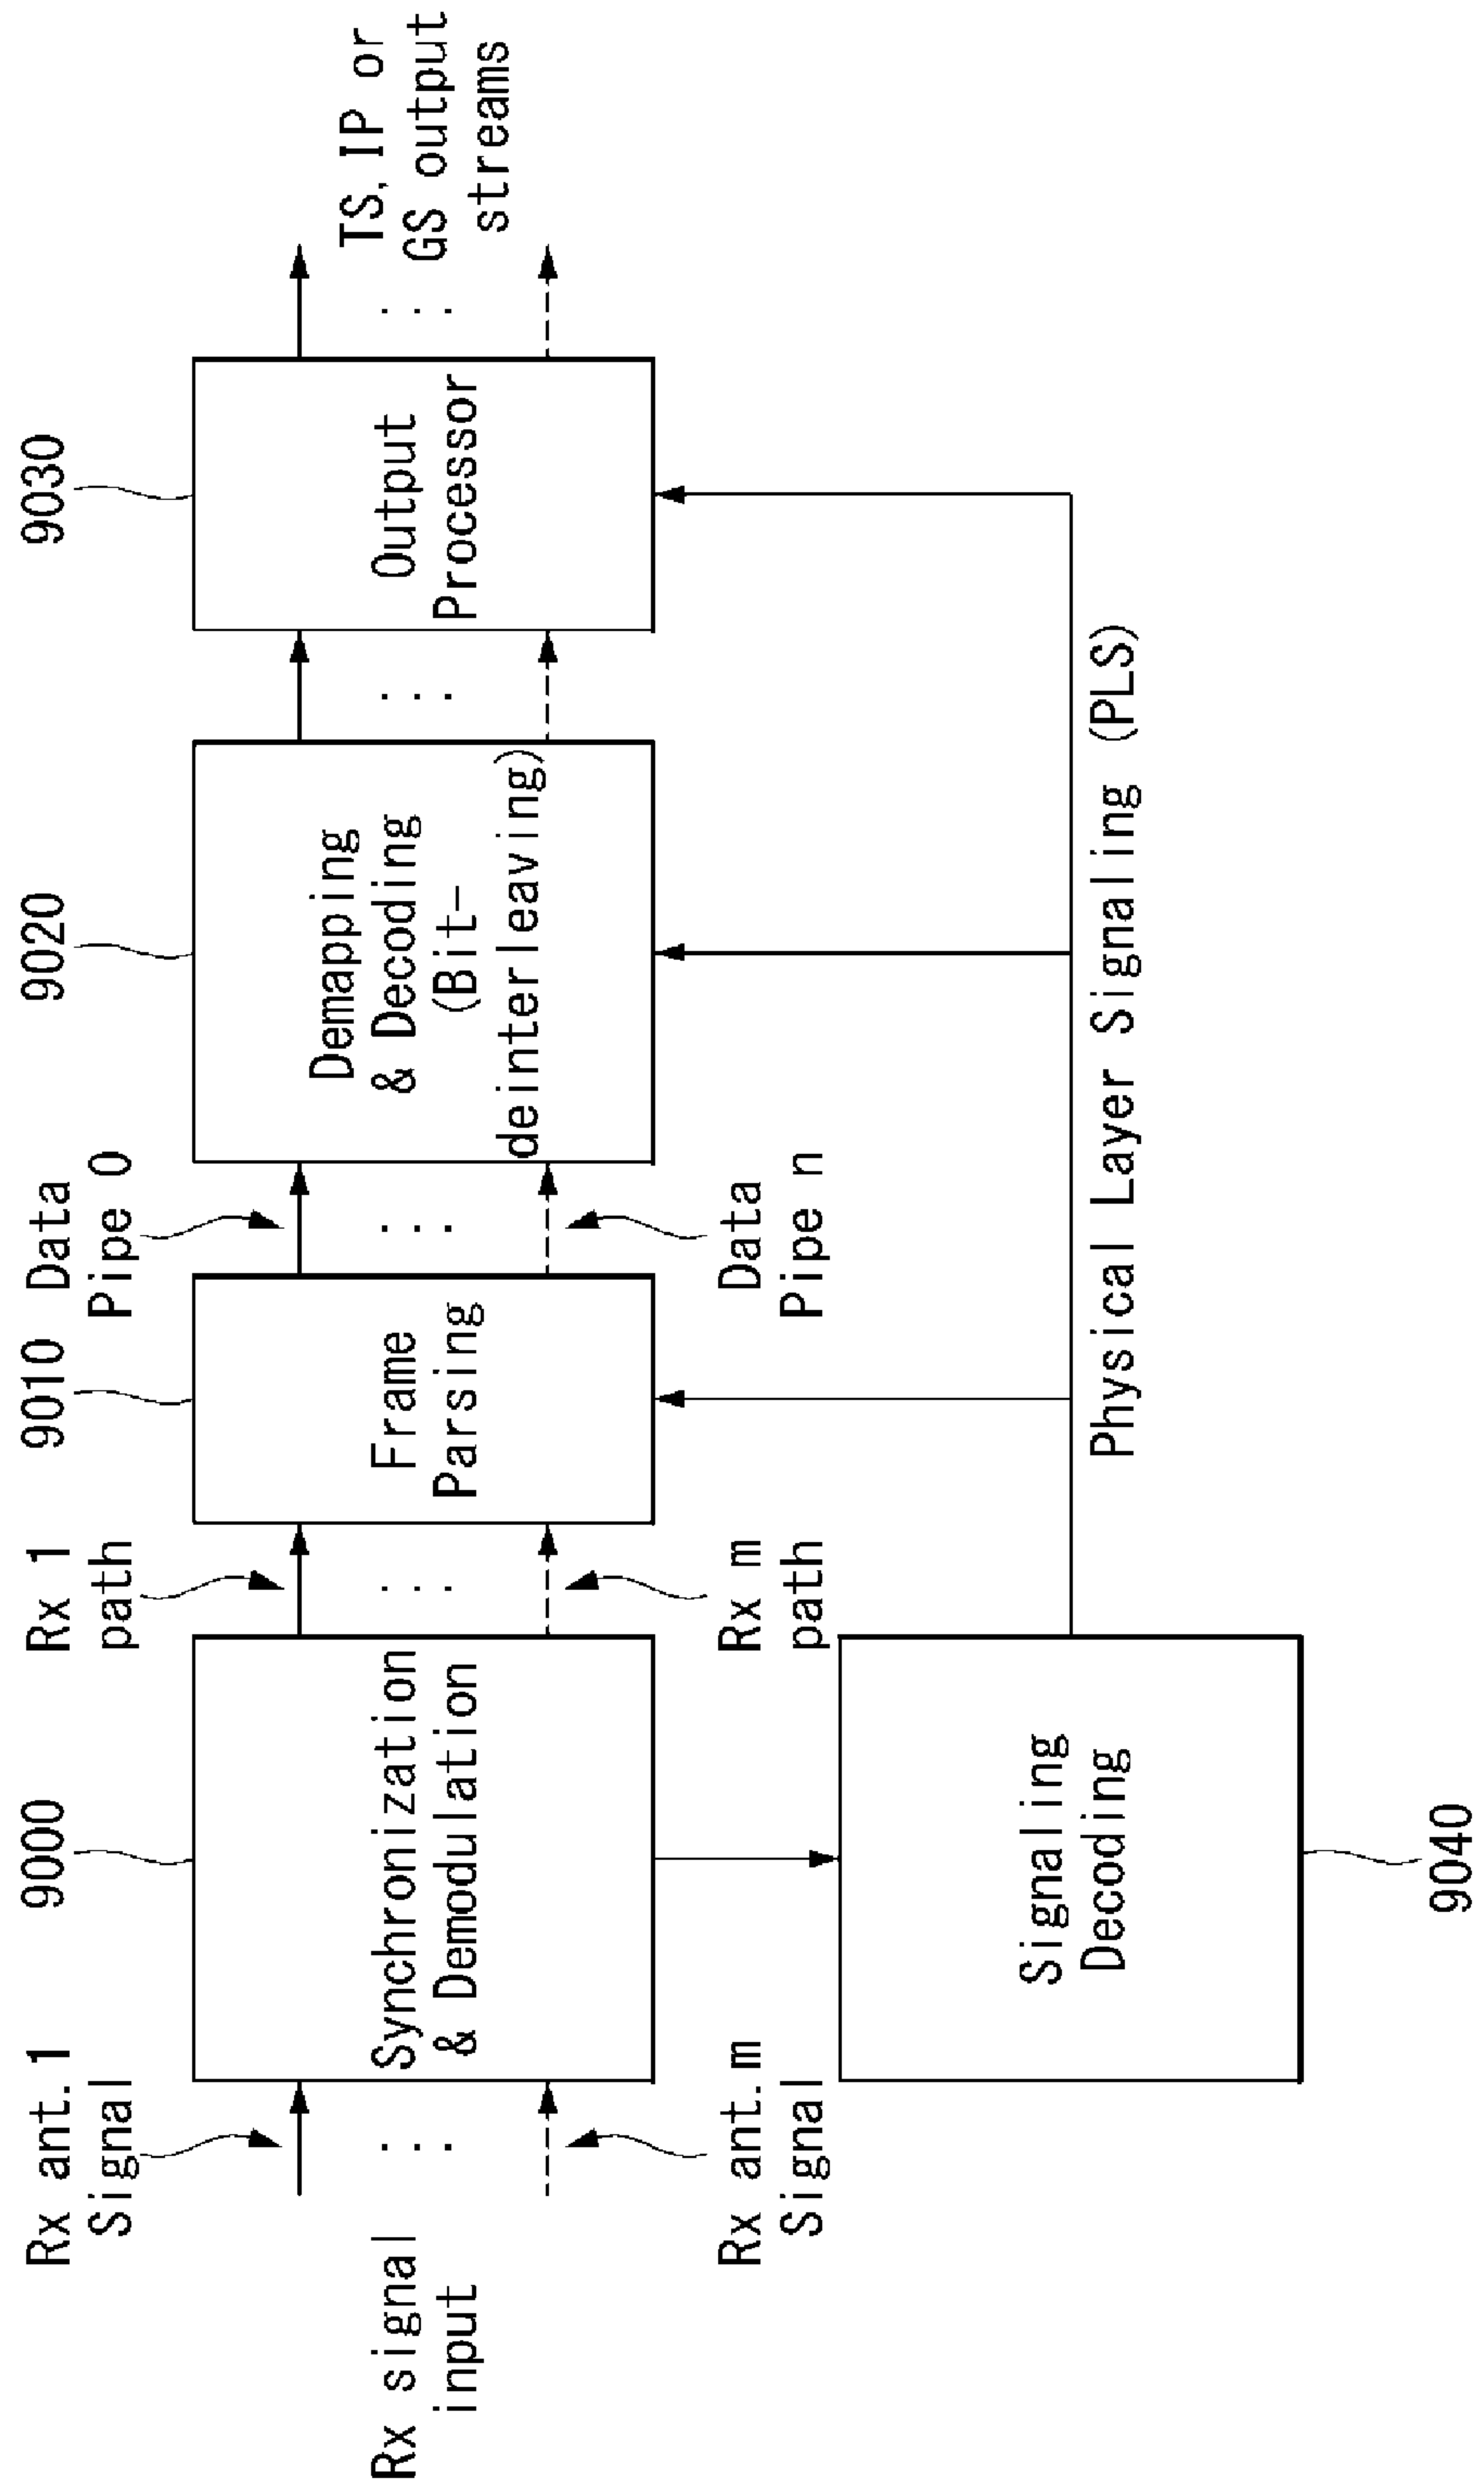 Rx signal
input
Rx ant.1
Signal
Rx ant.m
Signal
9000
Synchronization
& Demodulation
Rx 1
path
Rx m
path
9010
Frame
Parsing
Data
Pipe 0
Data
Pipe n
9020
Demapping
& Decoding
(Bit-
deinterleaving)
9030
Output
Processor
TS, IP or
GS output
streams
Signaling
Decoding
9040
Physical Layer Signaling (PLS)